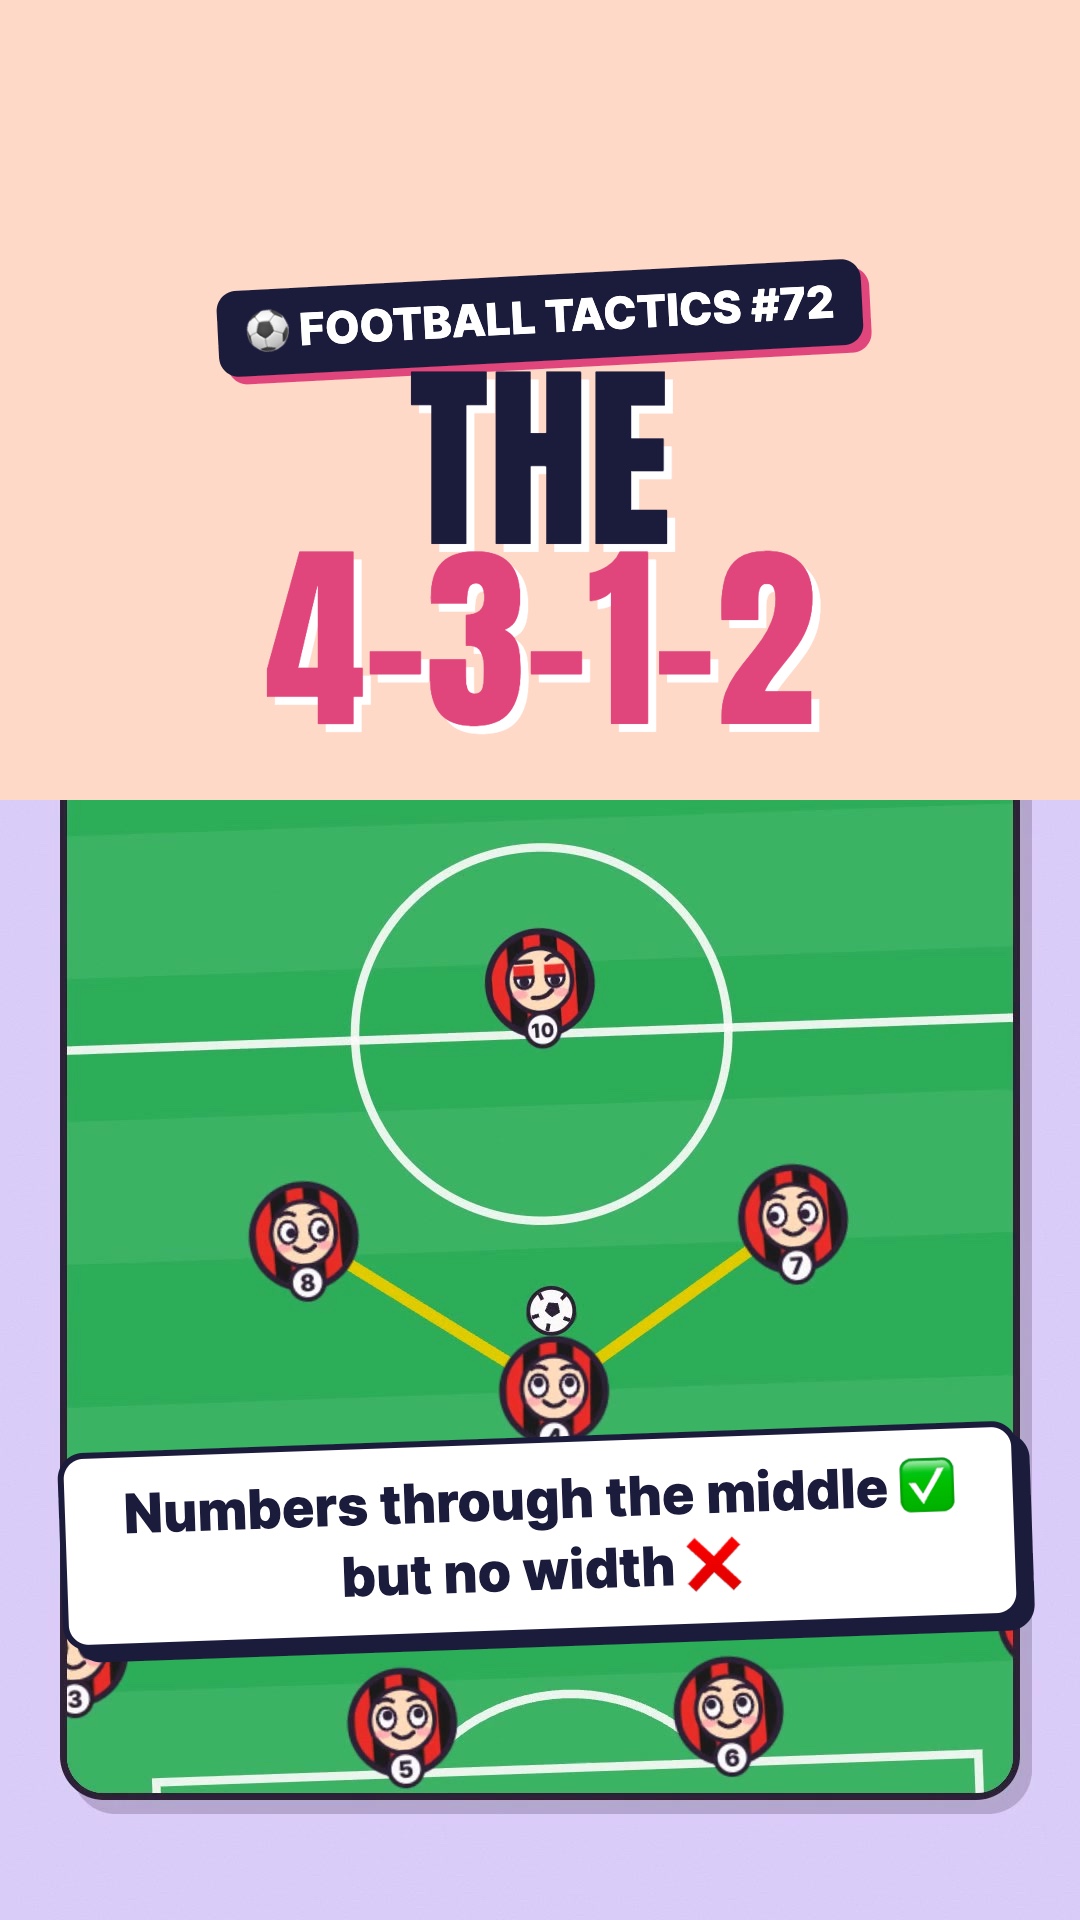 ⚽ FOOTBALL TACTICS #72
THE
4-3-1-2
10
8
7
4
Numbers through the middle ✅
but no width ❌
3
5
6